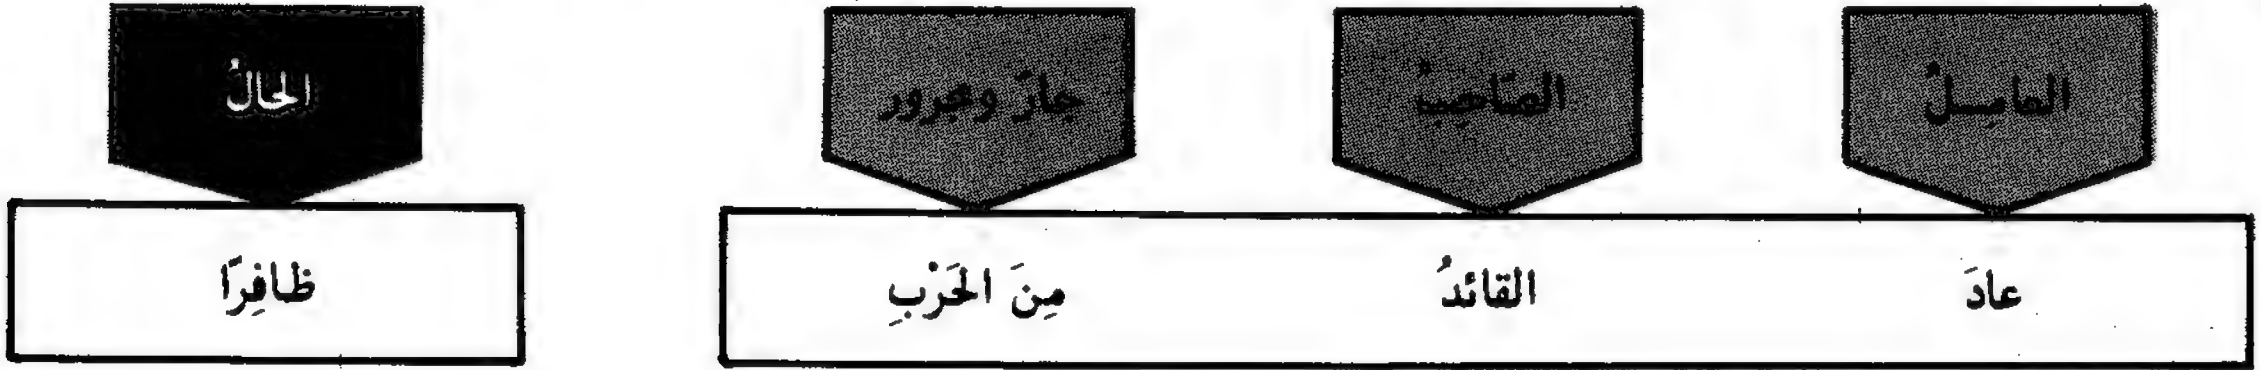 العامِلُ الصّاحِبُ جارّ ومجرور الحالُ
عادَ القائدُ مِنَ الحَرْبِ ظافِرًا